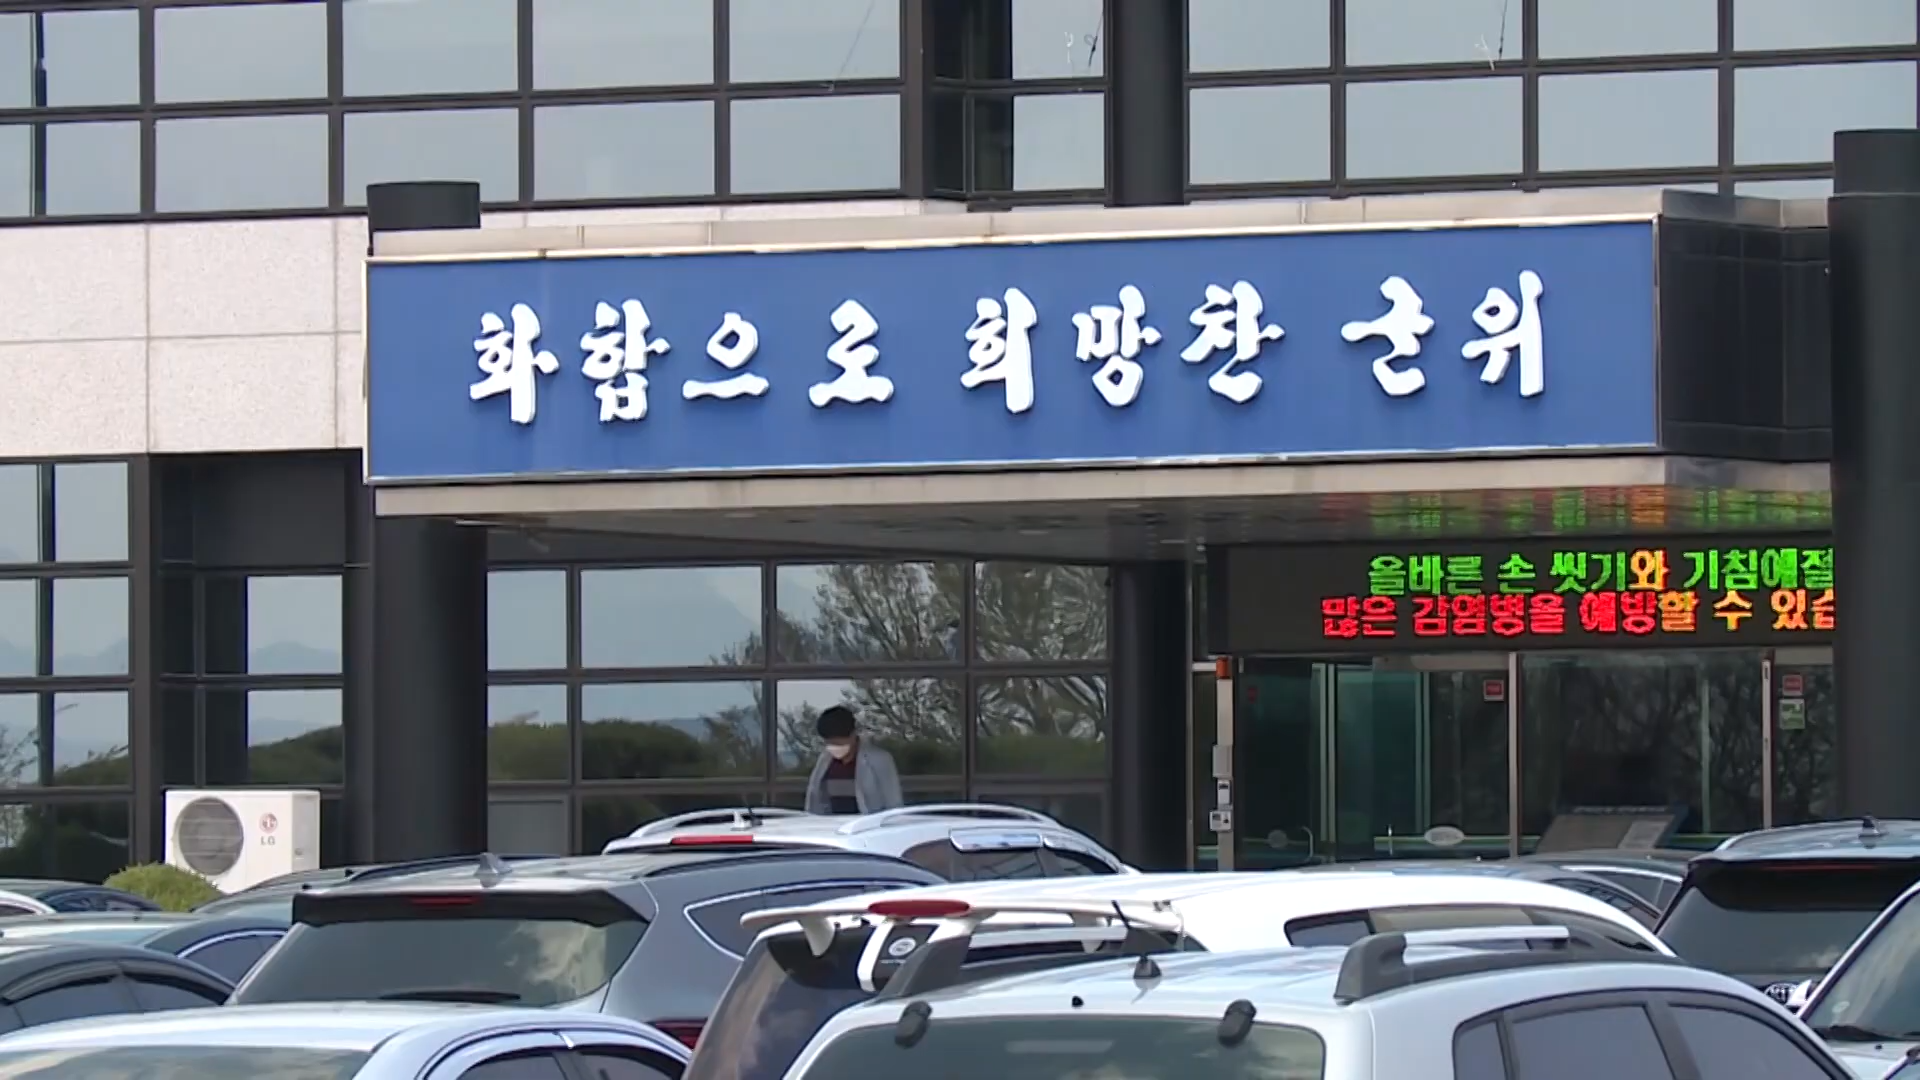 화합으로 희망찬 군위
올바른 손 씻기와 기침예절
많은 감염병을 예방할 수 있습
LG